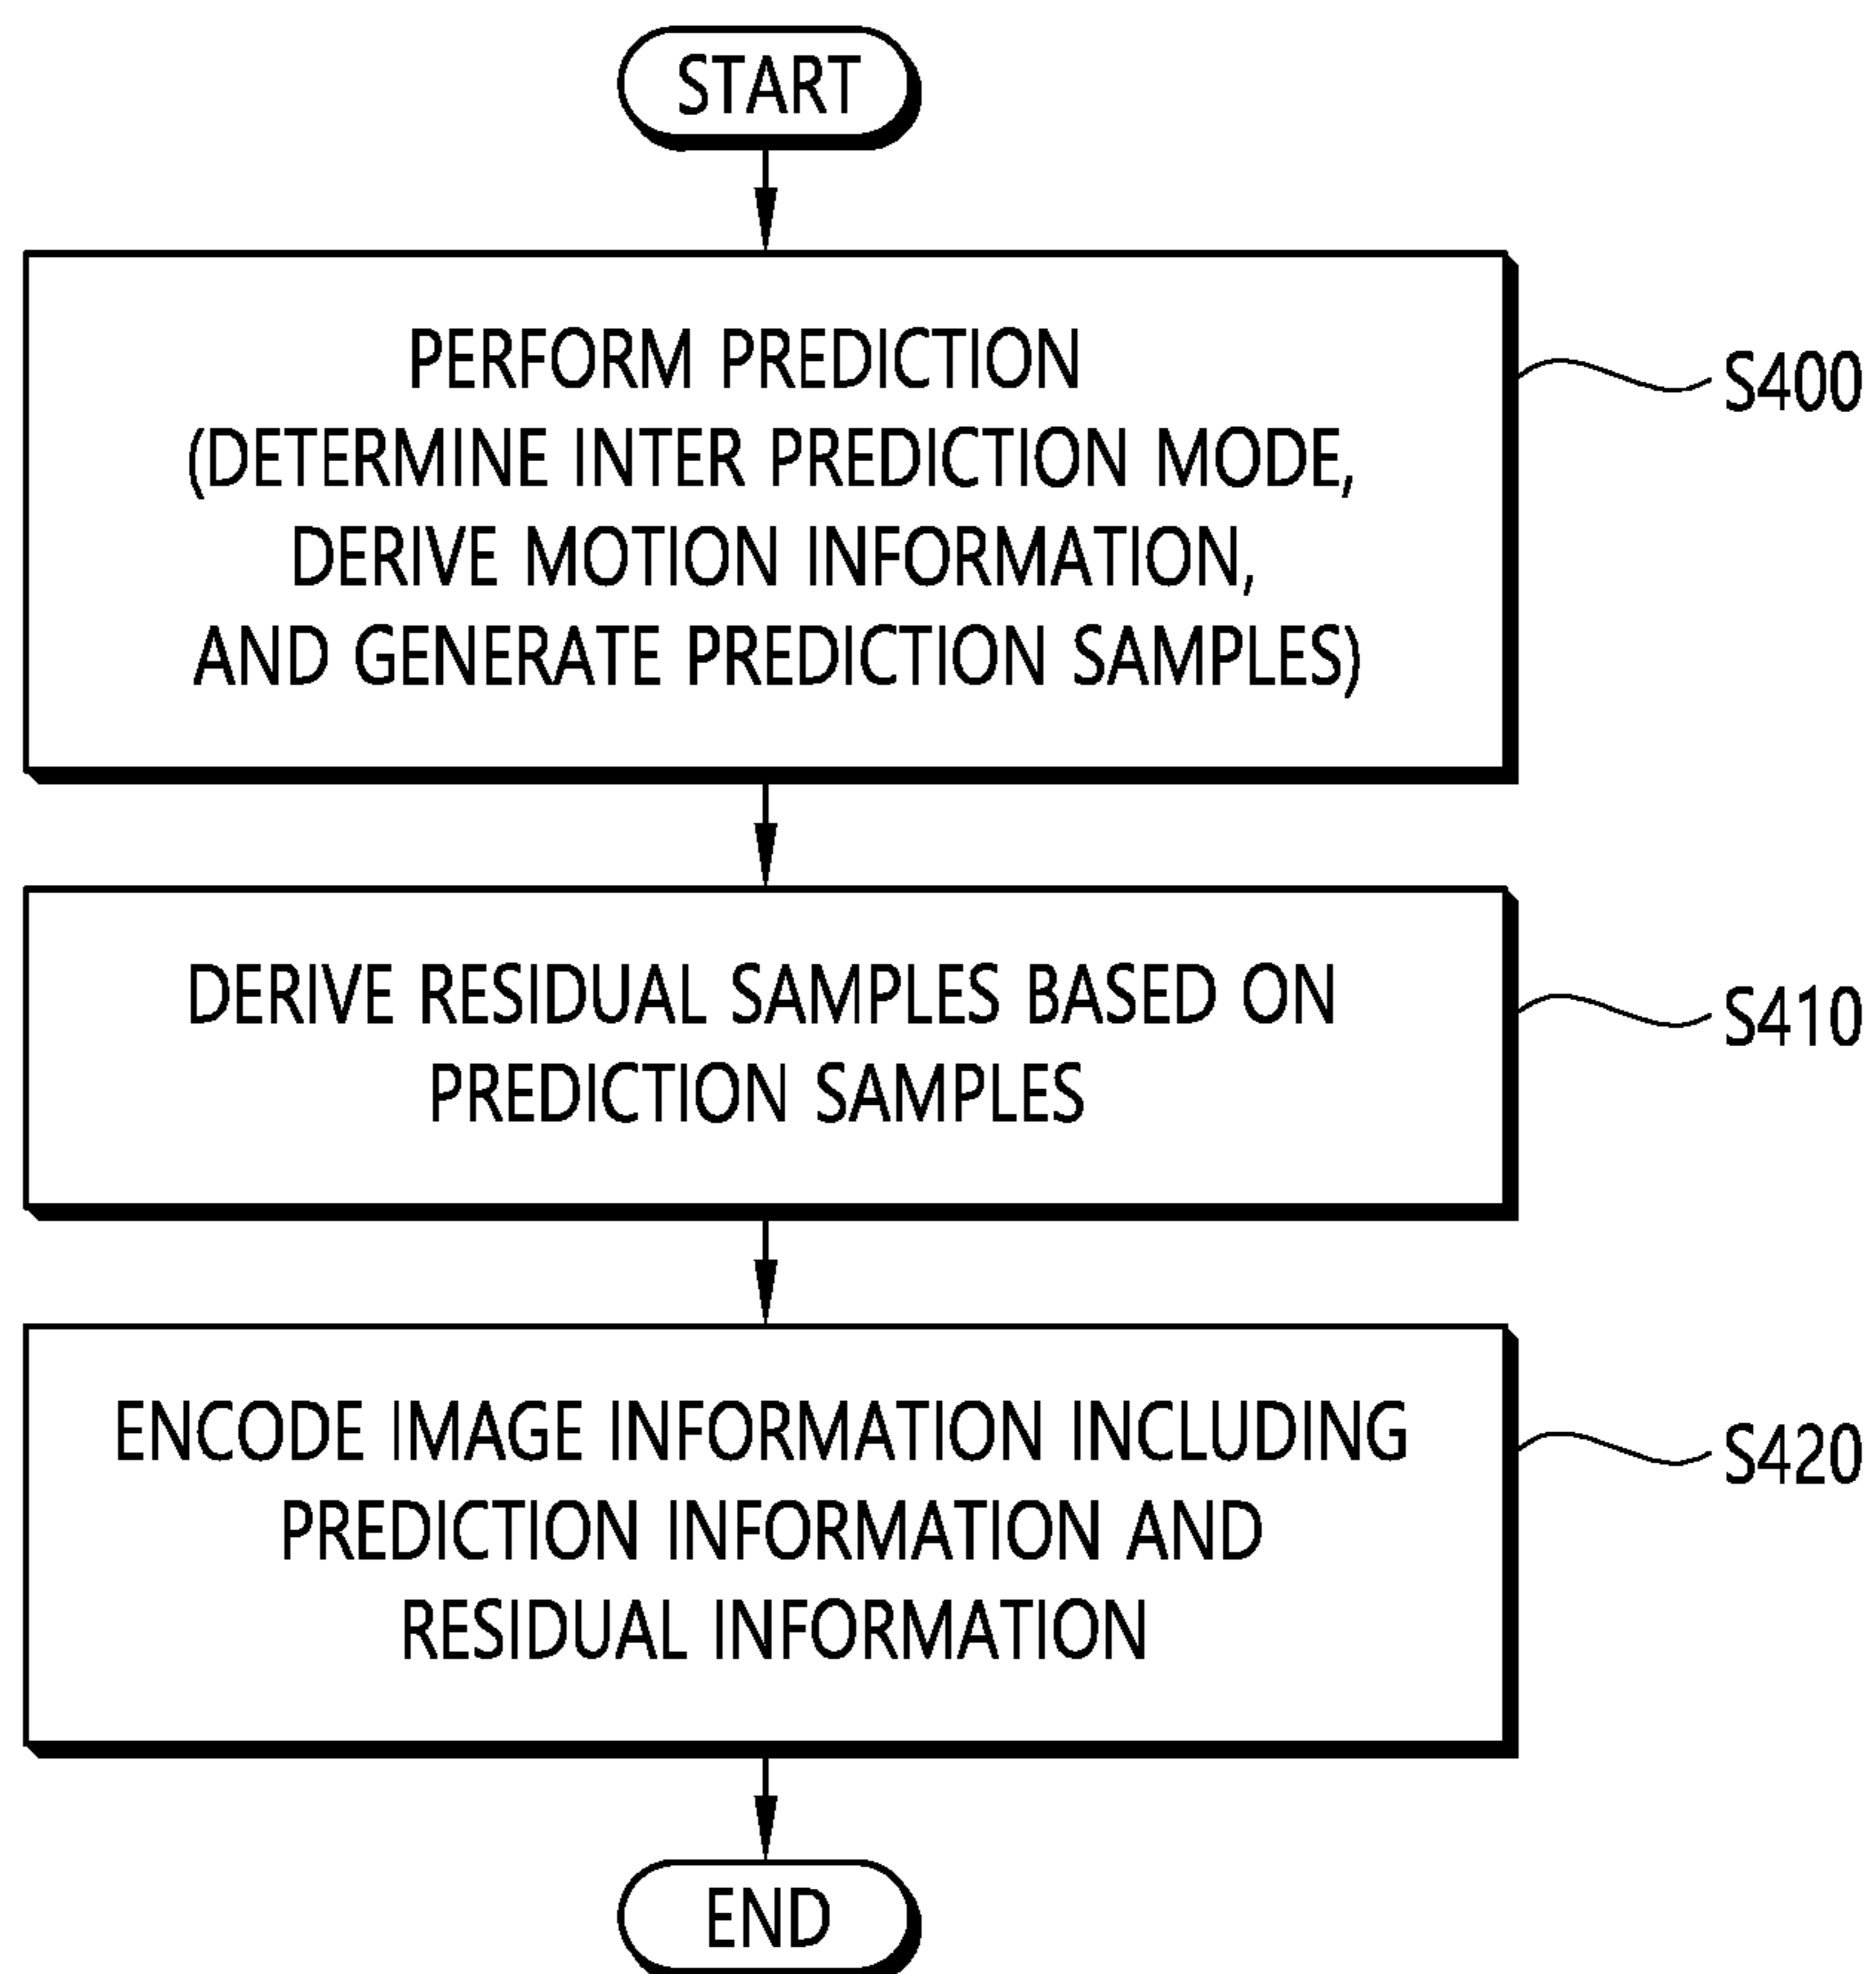 START
PERFORM PREDICTION
(DETERMINE INTER PREDICTION MODE,
DERIVE MOTION INFORMATION,
AND GENERATE PREDICTION SAMPLES)
S400
DERIVE RESIDUAL SAMPLES BASED ON
PREDICTION SAMPLES
S410
ENCODE IMAGE INFORMATION INCLUDING
PREDICTION INFORMATION AND
RESIDUAL INFORMATION
S420
END